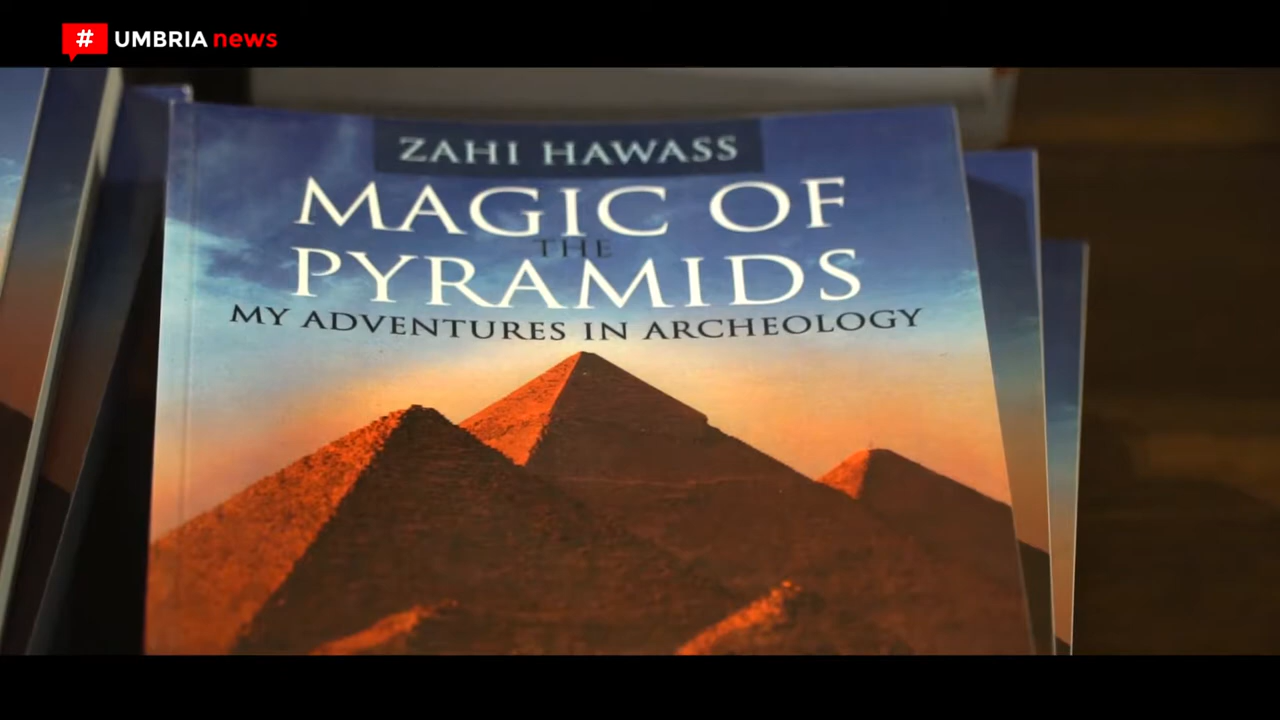 # UMBRIA news
ZAHI HAWASS
MAGIC OF
THE
PYRAMIDS
MY ADVENTURES IN ARCHEOLOGY